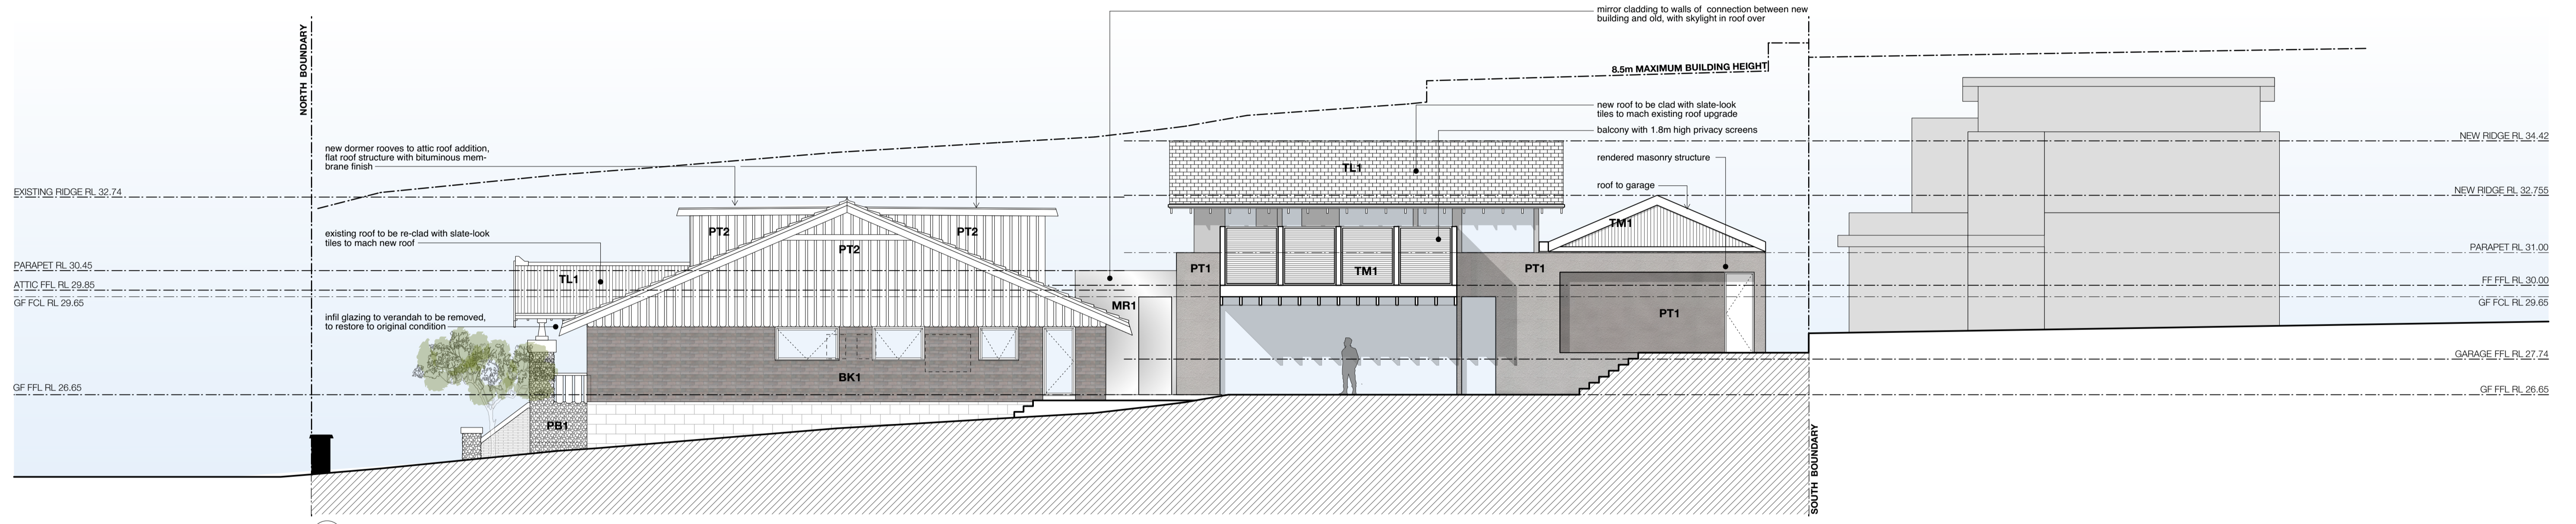 mirror cladding to walls of connection between new
building and old, with skylight in roof over
NORTH BOUNDARY
8.5m MAXIMUM BUILDING HEIGHT
new roof to be clad with slate-look
tiles to mach existing roof upgrade
balcony with 1.8m high privacy screens
NEW RIDGE RL 34.42
new dormer rooves to attic roof addition,
flat roof structure with bituminous mem-
brane finish
rendered masonry structure
TL1
roof to garage
EXISTING RIDGE RL 32.74
NEW RIDGE RL 32.755
TM1
PT2
PT2
PT2
existing roof to be re-clad with slate-look
tiles to mach new roof
PARAPET RL 31.00
PARAPET RL 30.45
PT1
TM1
PT1
TL1
ATTIC FFL RL 29.85
FF FFL RL 30.00
GF FCL RL 29.65
GF FCL RL 29.65
MR1
PT1
infil glazing to verandah to be removed,
to restore to original condition
GARAGE FFL RL 27.74
BK1
GF FFL RL 26.65
GF FFL RL 26.65
PB1
SOUTH BOUNDARY